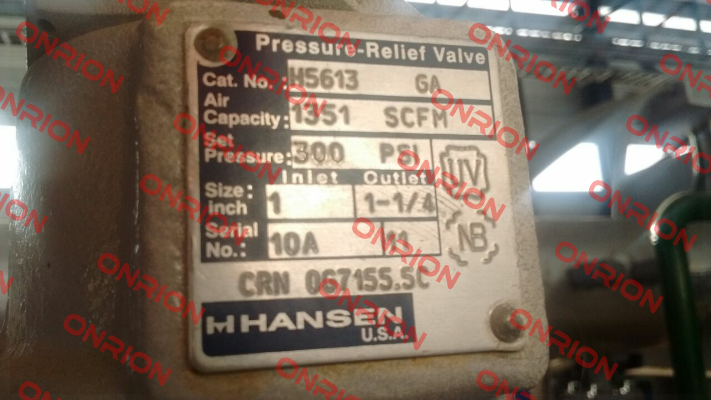 Pressure-Relief Valve
Cat. No.: H5613 GA
Air
Capacity: 1351 SCFM
Set
Pressure: 300 PSI
Inlet Outlet
Size:
inch 1 1-1/4
UV
Serial
No.: 10A
NB
CRN 0G7155.5C
HANSEN
U.S.A.
ONRION